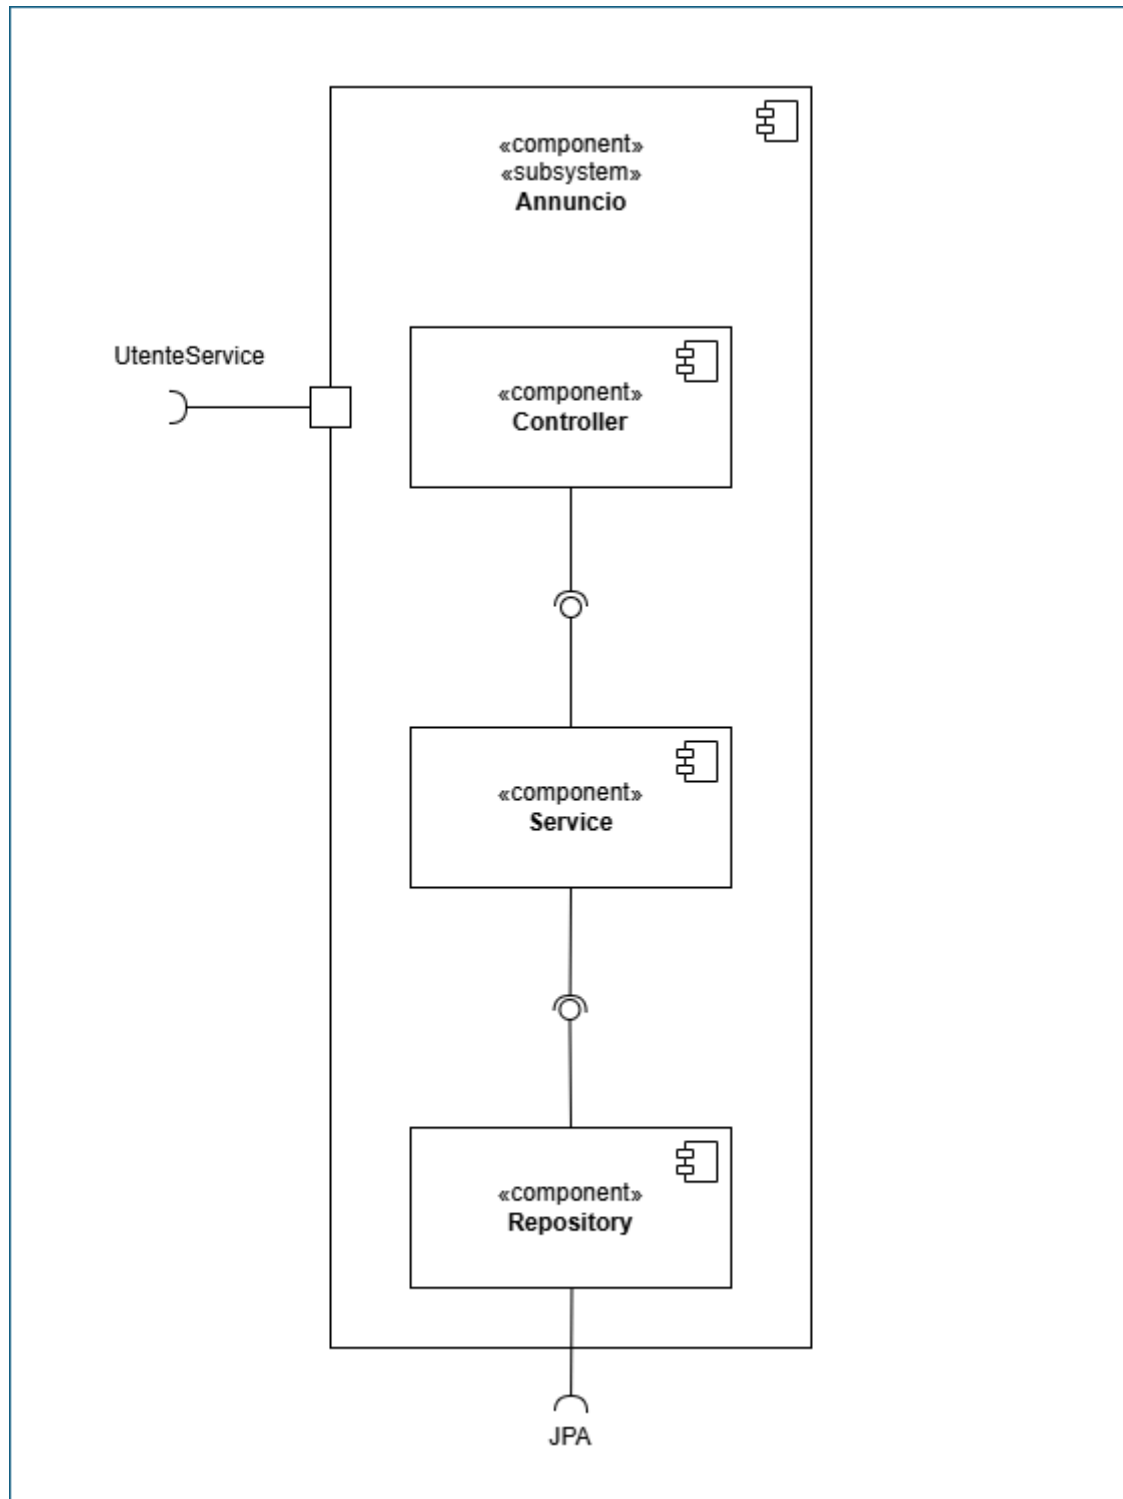 «component»
«subsystem»
Annuncio
UtenteService
«component»
Controller
«component»
Service
«component»
Repository
JPA